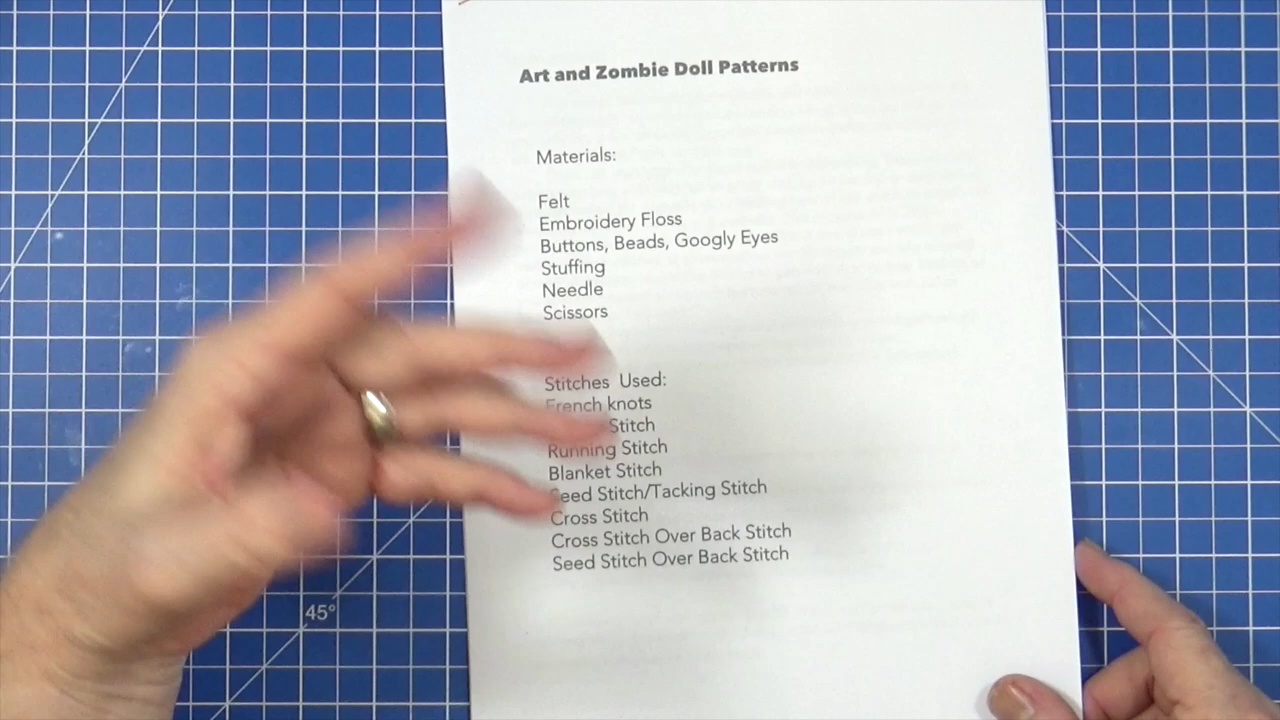 Art and Zombie Doll Patterns
Materials:
Felt
Embroidery Floss
Buttons, Beads, Googly Eyes
Stuffing
Needle
Scissors
Stitches Used:
French knots
Stitch
Running Stitch
Blanket Stitch
Seed Stitch/Tacking Stitch
Cross Stitch
Cross Stitch Over Back Stitch
Seed Stitch Over Back Stitch
45°